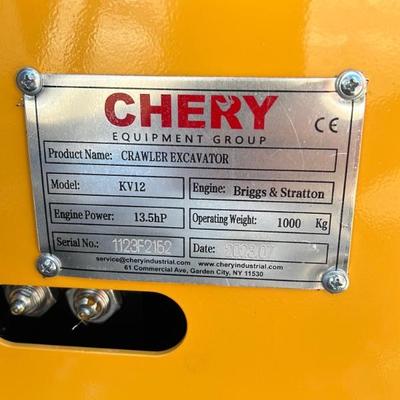 CHERY
EQUIPMENT GROUP
CE
Product Name: CRAWLER EXCAVATOR
Model: KV12 Engine: Briggs & Stratton
Engine Power: 13.5hP Operating Weight: 1000 Kg
Serial No.: 1123F2152 Date: 2023.07
service@cheryindustrial.com www.cheryindustrial.com
61 Commercial Ave, Garden City, NY 11530